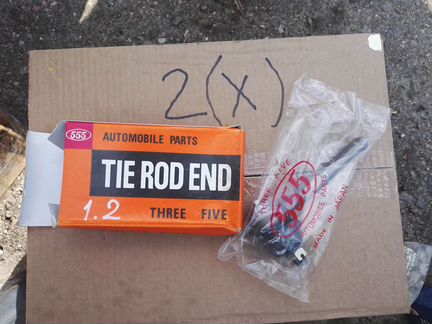 2(X)
555
AUTOMOBILE PARTS
TIE ROD END
1.2
THREE FIVE
THREE FIVE
555
AUTOMOBILE PARTS
MADE IN JAPAN